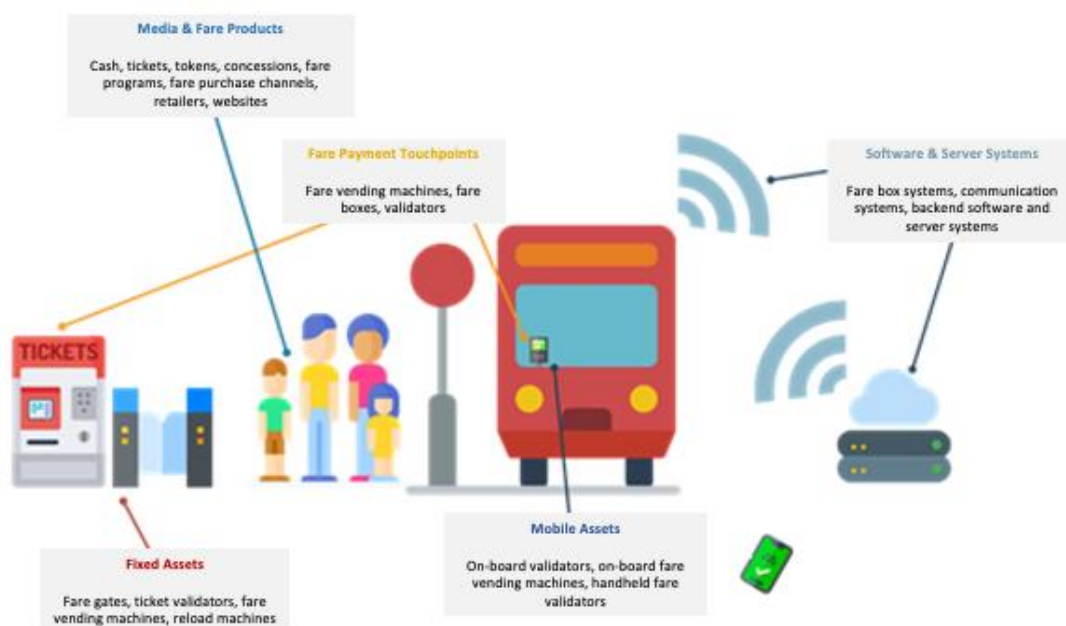 Media & Fare Products
Cash, tickets, tokens, concessions, fare
programs, fare purchase channels,
retailers, websites
Fare Payment Touchpoints
Fare vending machines, fare
boxes, validators
Software & Server Systems
Fare box systems, communication
systems, backend software and
server systems
TICKETS
Mobile Assets
On-board validators, on-board fare
vending machines, handheld fare
validators
Fixed Assets
Fare gates, ticket validators, fare
vending machines, reload machines